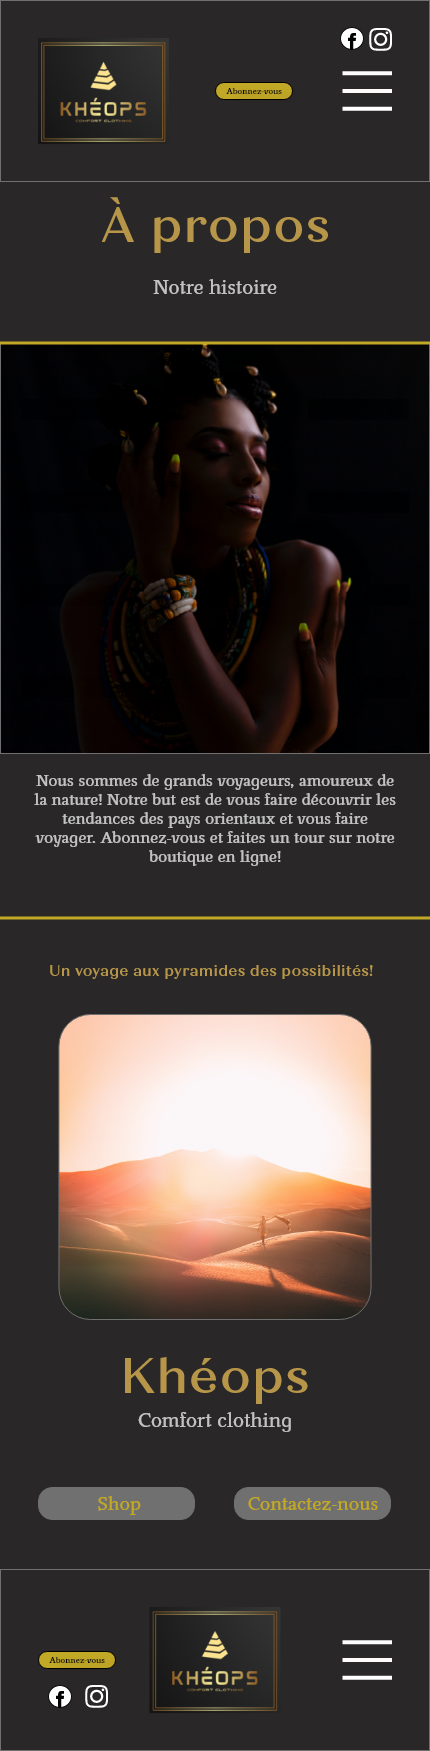 KHÉOPS
COMFORT CLOTHING
Abonnez-vous
À propos
Notre histoire
Nous sommes de grands voyageurs, amoureux de
la nature! Notre but est de vous faire découvrir les
tendances des pays orientaux et vous faire
voyager. Abonnez-vous et faites un tour sur notre
boutique en ligne!
Un voyage aux pyramides des possibilités!
Khéops
Comfort clothing
Shop
Contactez-nous
Abonnez-vous
KHÉOPS
COMFORT CLOTHING